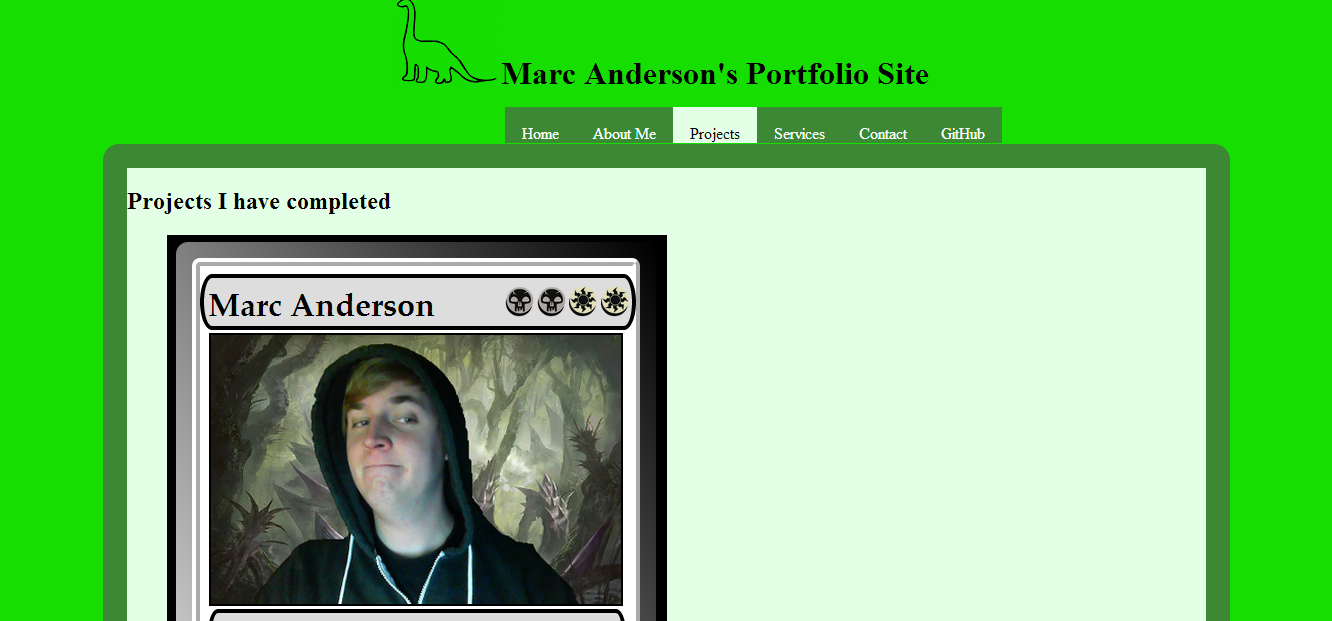 Marc Anderson's Portfolio Site
Home About Me Projects Services Contact GitHub
Projects I have completed
Marc Anderson